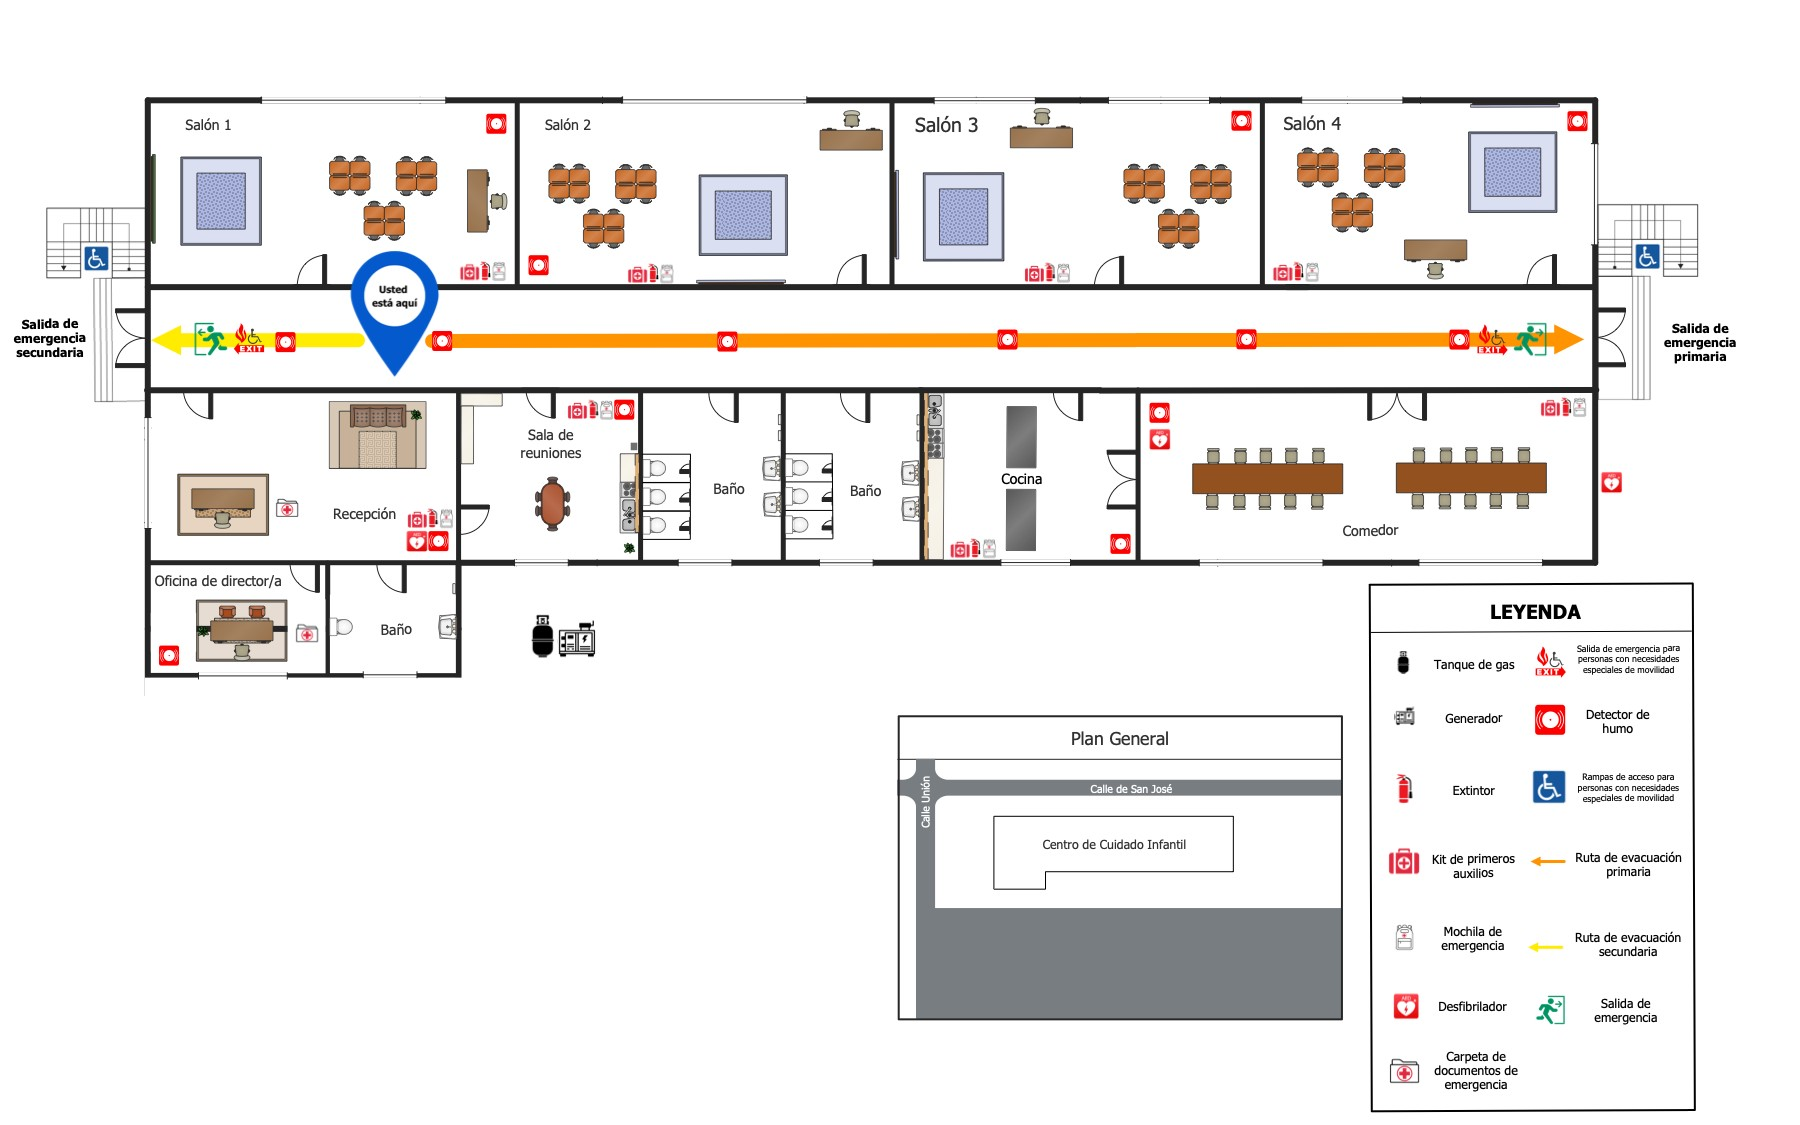 Salón 1
Salón 2
Salón 3
Salón 4
Usted
está aquí
Salida de
emergencia
secundaria
EXIT
EXIT
Salida de
emergencia
primaria
Sala de
reuniones
Baño
Baño
Cocina
Recepción
Comedor
Oficina de director/a
Baño
LEYENDA
Tanque de gas
EXIT
Salida de emergencia para
personas con necesidades
especiales de movilidad
Generador
Detector de
humo
Extintor
Rampas de acceso para
personas con necesidades
especiales de movilidad
Kit de primeros
auxilios
Ruta de evacuación
primaria
Mochila de
emergencia
Ruta de evacuación
secundaria
AED
Desfibrilador
Salida de
emergencia
Carpeta de
documentos de
emergencia
Plan General
Calle de San José
Calle Unión
Centro de Cuidado Infantil